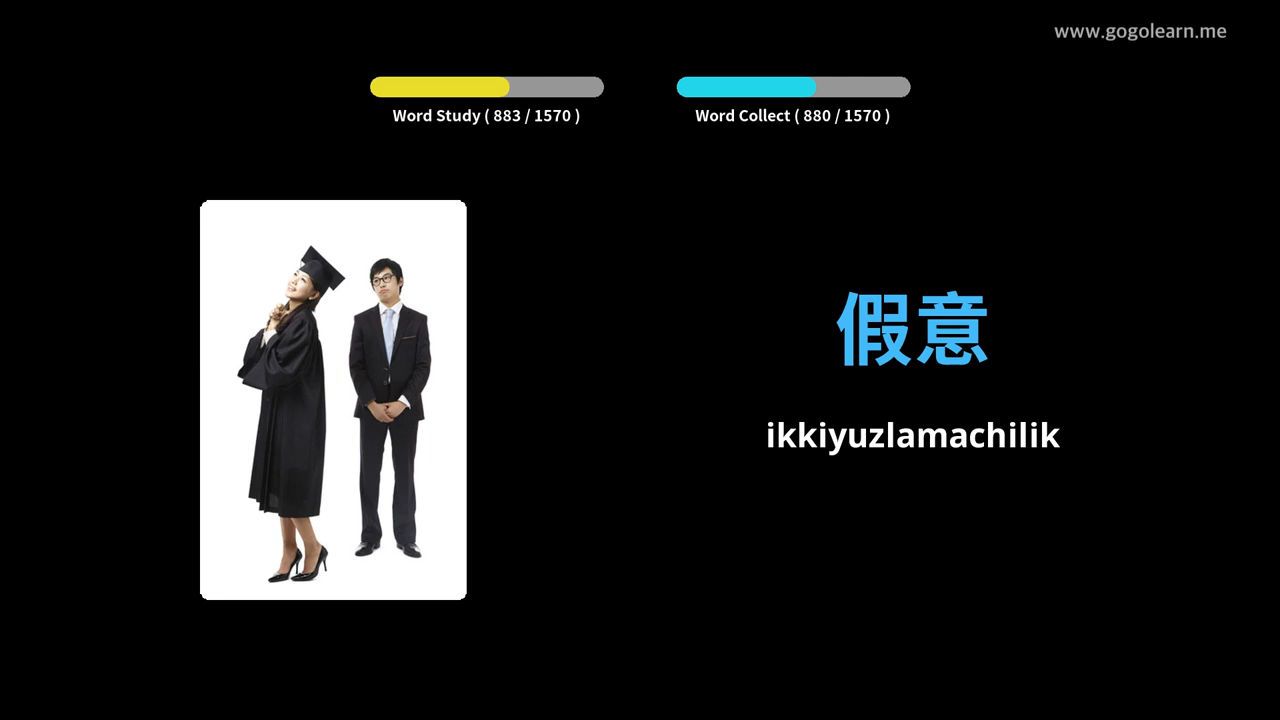 www.gogolearn.me
Word Study ( 883 / 1570 )
Word Collect ( 880 / 1570 )
假意
ikkiyuzlamachilik